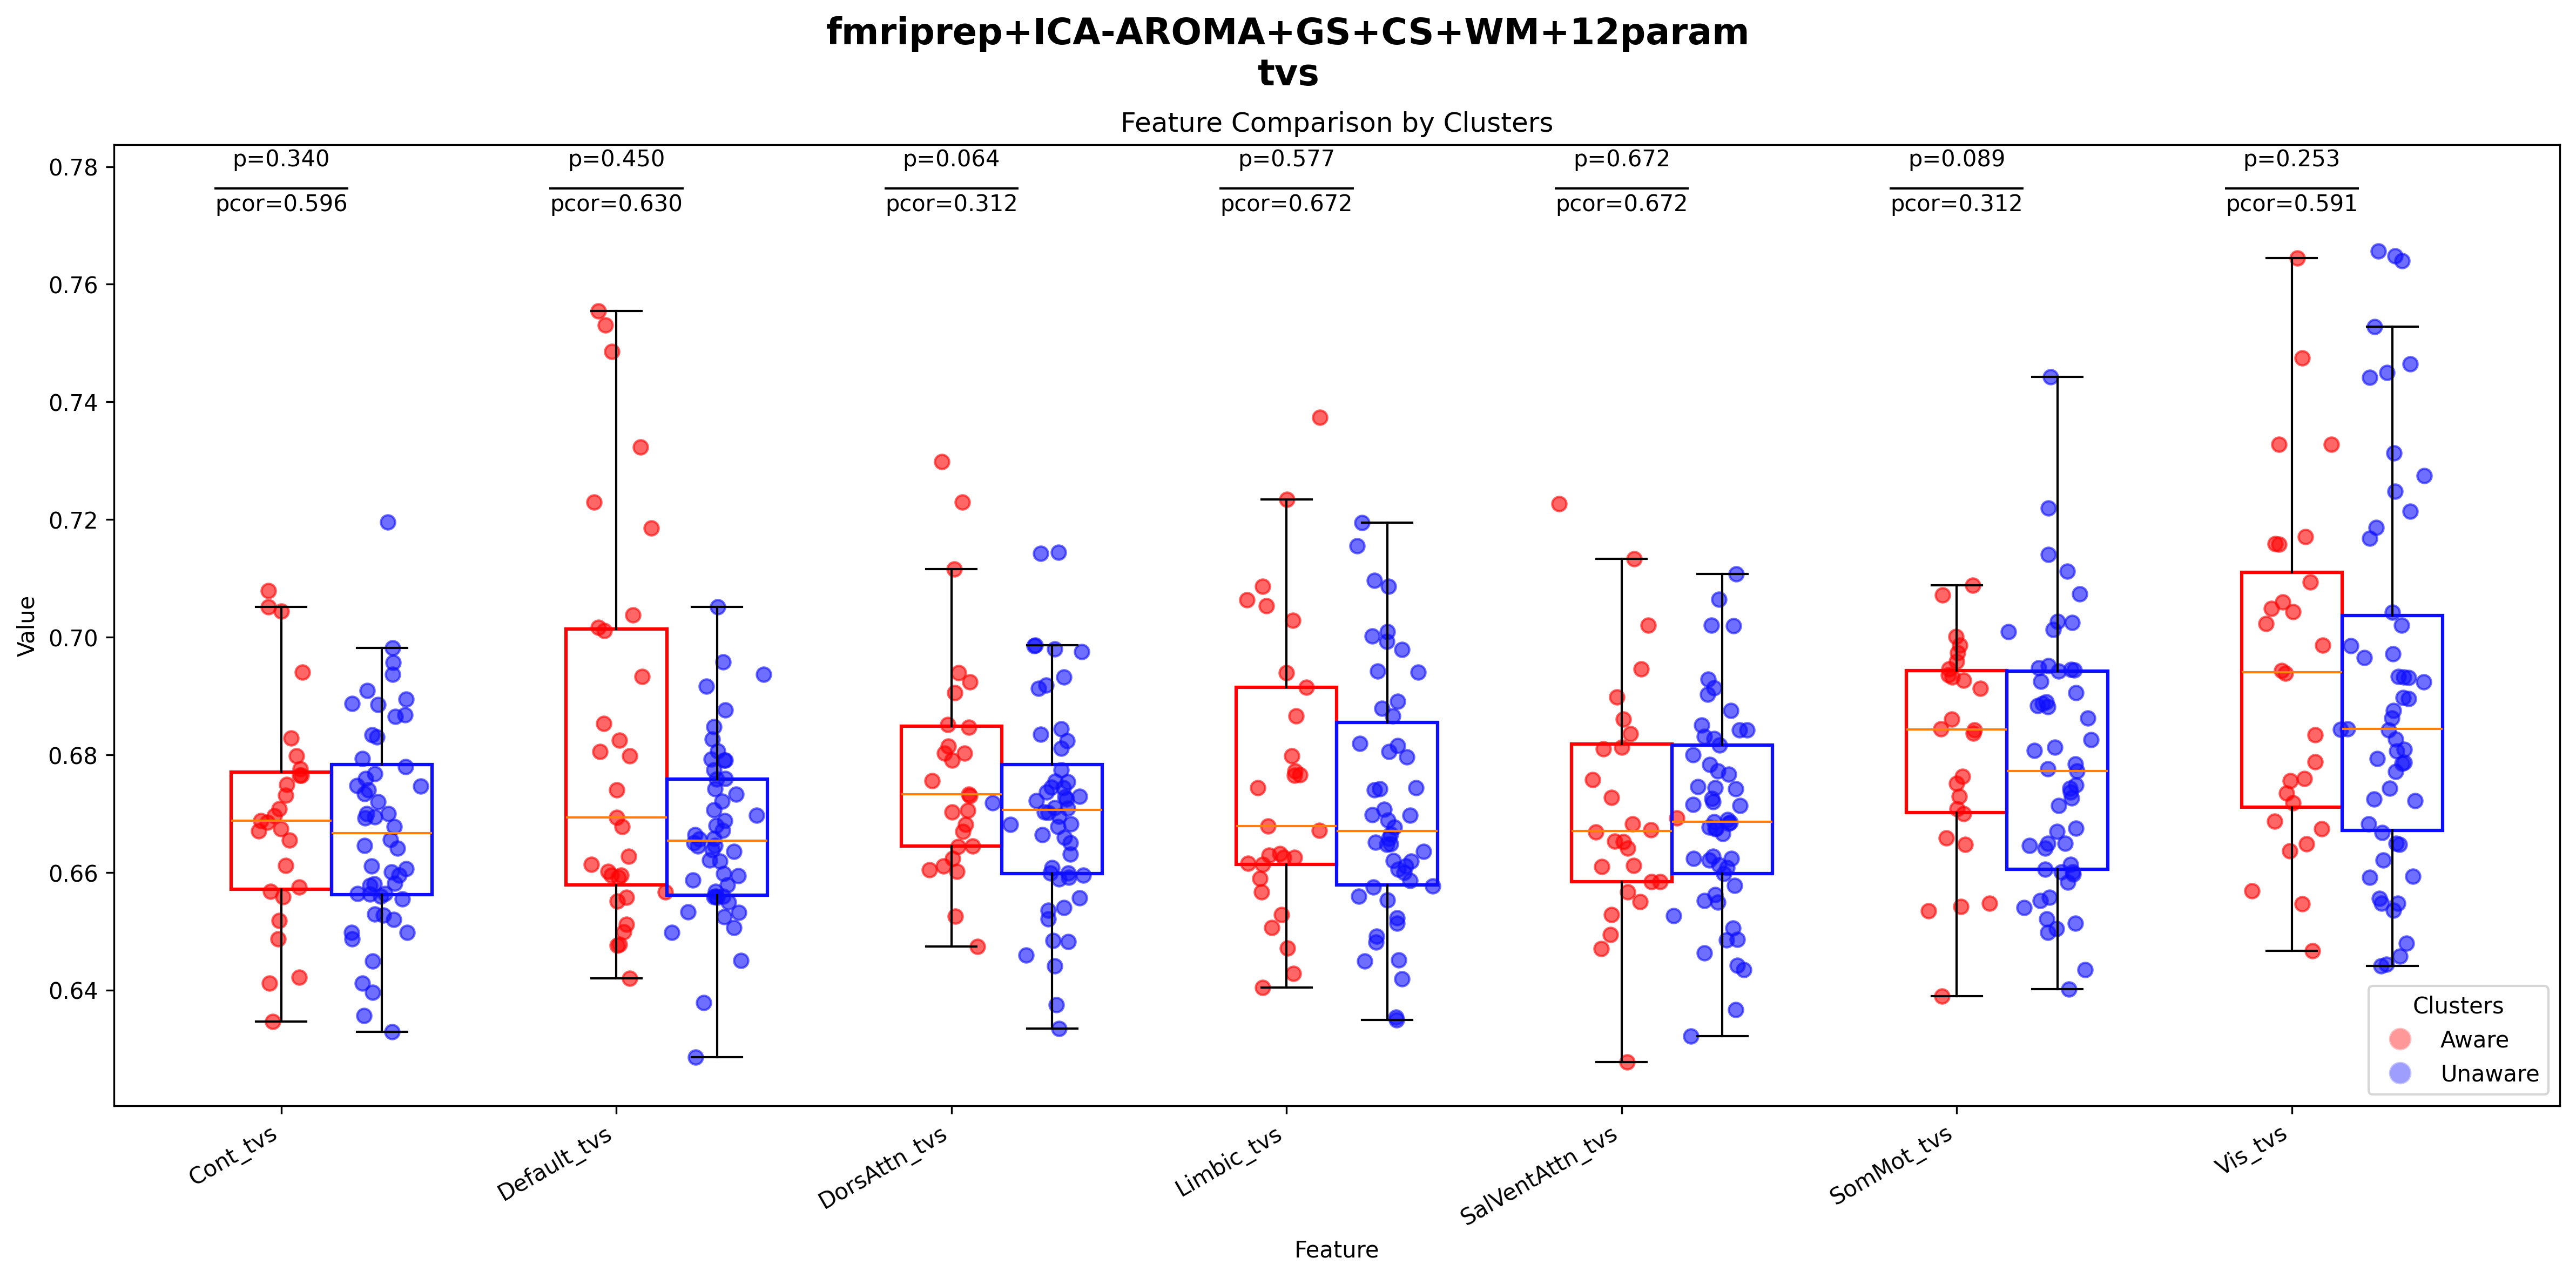 fmriprep+ICA-AROMA+GS+CS+WM+12param
tvs
Feature Comparison by Clusters
p=0.340 p=0.450 p=0.064 p=0.577 p=0.672 p=0.089 p=0.253
pcor=0.596 pcor=0.630 pcor=0.312 pcor=0.672 pcor=0.672 pcor=0.312 pcor=0.591
0.78
0.76
0.74
0.72
0.70
0.68
0.66
0.64
Value
Clusters
Aware
Unaware
Cont_tvs Default_tvs DorsAttn_tvs Limbic_tvs SalVentAttn_tvs SomMot_tvs Vis_tvs
Feature